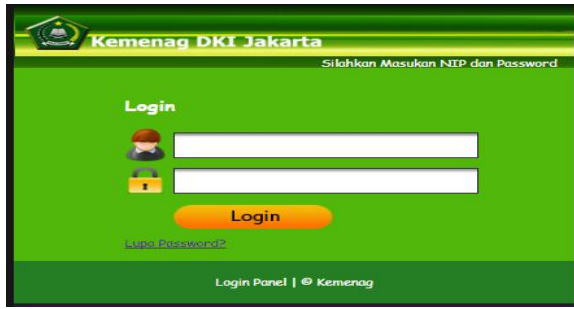 Kemenag DKI Jakarta
Silahkan Masukan NIP dan Password
Login
Login
Lupa Password?
Login Panel | © Kemenag